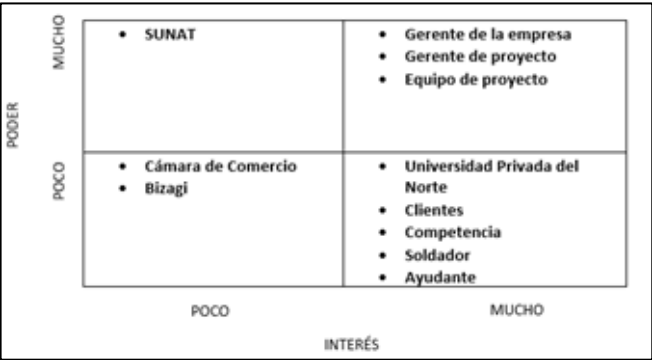 MUCHO
PODER
POCO
SUNAT
Gerente de la empresa
Gerente de proyecto
Equipo de proyecto
Cámara de Comercio
Bizagi
Universidad Privada del
Norte
Clientes
Competencia
Soldador
Ayudante
POCO
MUCHO
INTERÉS